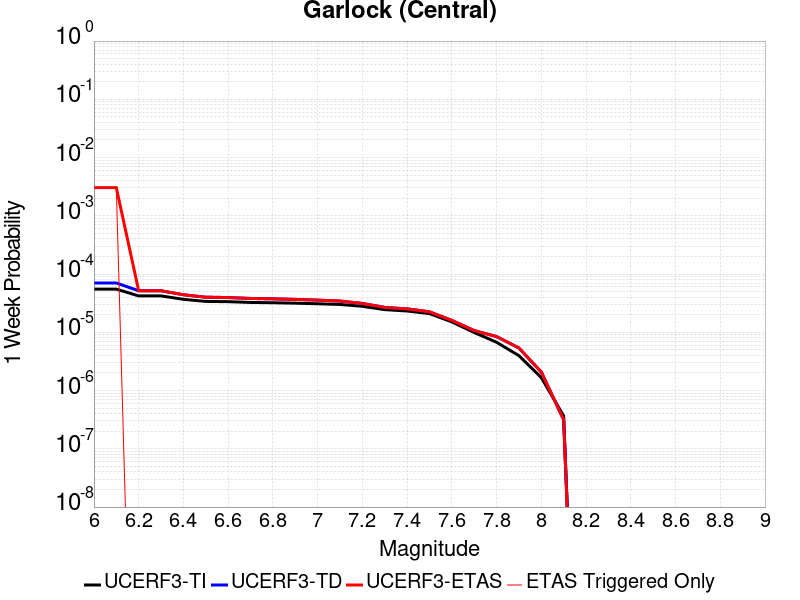 Garlock (Central)
1 Week Probability
10^0
10^-1
10^-2
10^-3
10^-4
10^-5
10^-6
10^-7
10^-8
6 6.2 6.4 6.6 6.8 7 7.2 7.4 7.6 7.8 8 8.2 8.4 8.6 8.8 9
Magnitude
UCERF3-TI UCERF3-TD UCERF3-ETAS ETAS Triggered Only